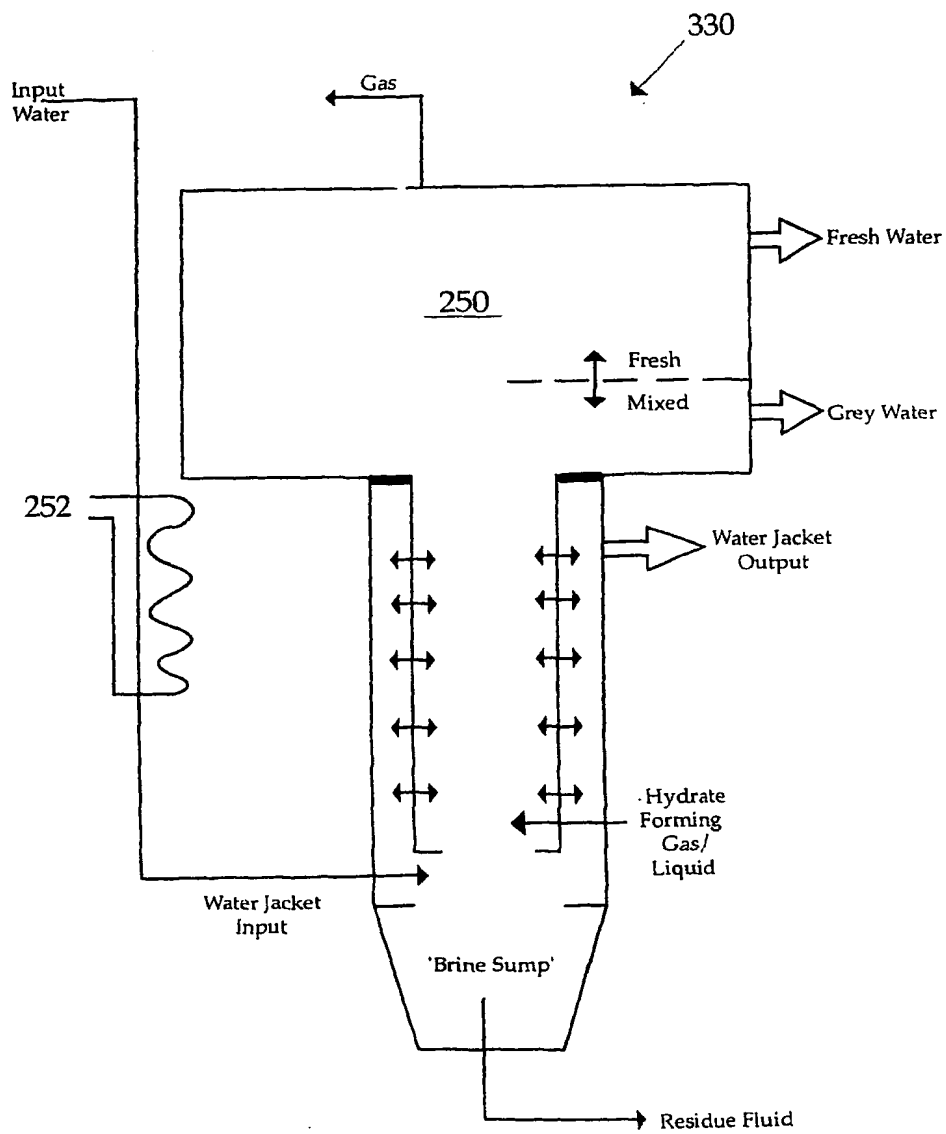 330
Input
Water
Gas
Fresh Water
250
Fresh
Mixed
Grey Water
252
Water Jacket
Output
Hydrate
Forming
Gas/
Liquid
Water Jacket
Input
'Brine Sump'
Residue Fluid